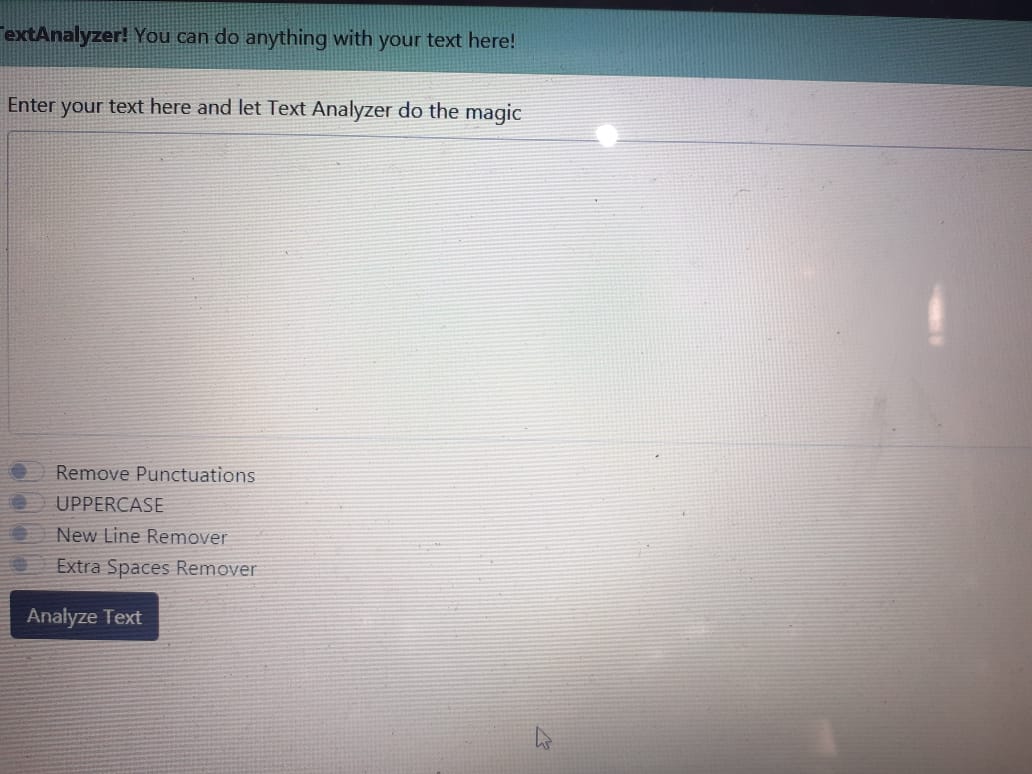 TextAnalyzer! You can do anything with your text here!
Enter your text here and let Text Analyzer do the magic
Remove Punctuations
UPPERCASE
New Line Remover
Extra Spaces Remover
Analyze Text